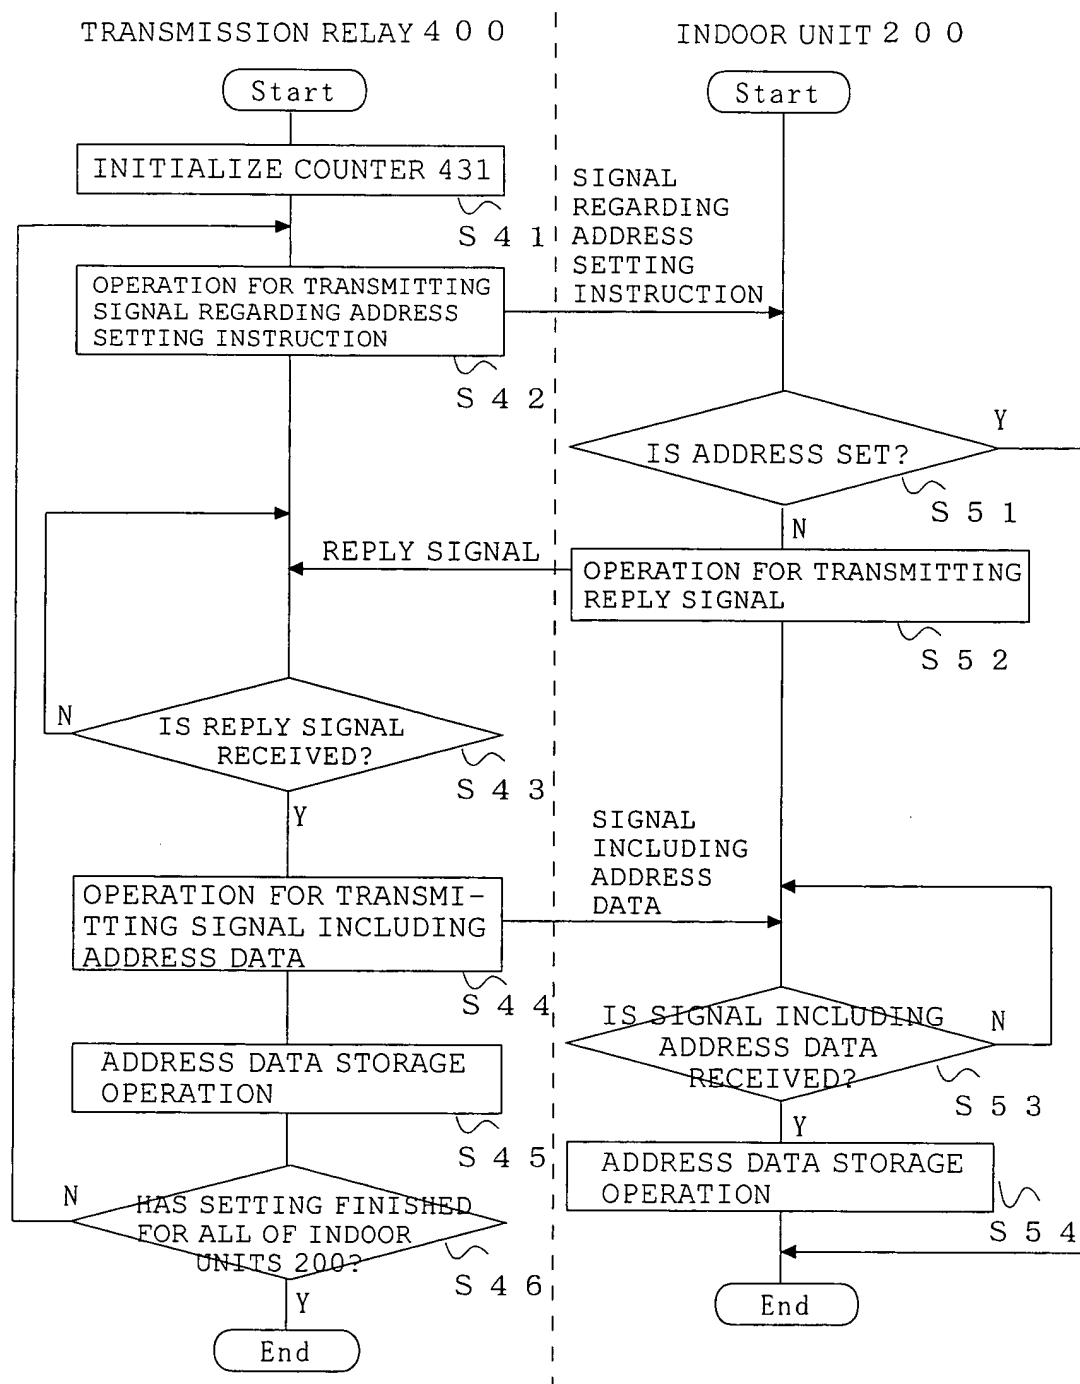 TRANSMISSION RELAY 4 0 0
INDOOR UNIT 2 0 0
Start
Start
INITIALIZE COUNTER 431
S 4 1
SIGNAL
REGARDING
ADDRESS
SETTING
INSTRUCTION
OPERATION FOR TRANSMITTING
SIGNAL REGARDING ADDRESS
SETTING INSTRUCTION
S 4 2
IS ADDRESS SET?
Y
S 5 1
N
REPLY SIGNAL
OPERATION FOR TRANSMITTING
REPLY SIGNAL
S 5 2
N
IS REPLY SIGNAL
RECEIVED?
S 4 3
Y
SIGNAL
INCLUDING
ADDRESS
DATA
OPERATION FOR TRANSMI-
TTING SIGNAL INCLUDING
ADDRESS DATA
S 4 4
IS SIGNAL INCLUDING
ADDRESS DATA
RECEIVED?
N
S 5 3
Y
ADDRESS DATA STORAGE
OPERATION
S 4 5
ADDRESS DATA STORAGE
OPERATION
S 5 4
N
HAS SETTING FINISHED
FOR ALL OF INDOOR
UNITS 200?
S 4 6
Y
End
End